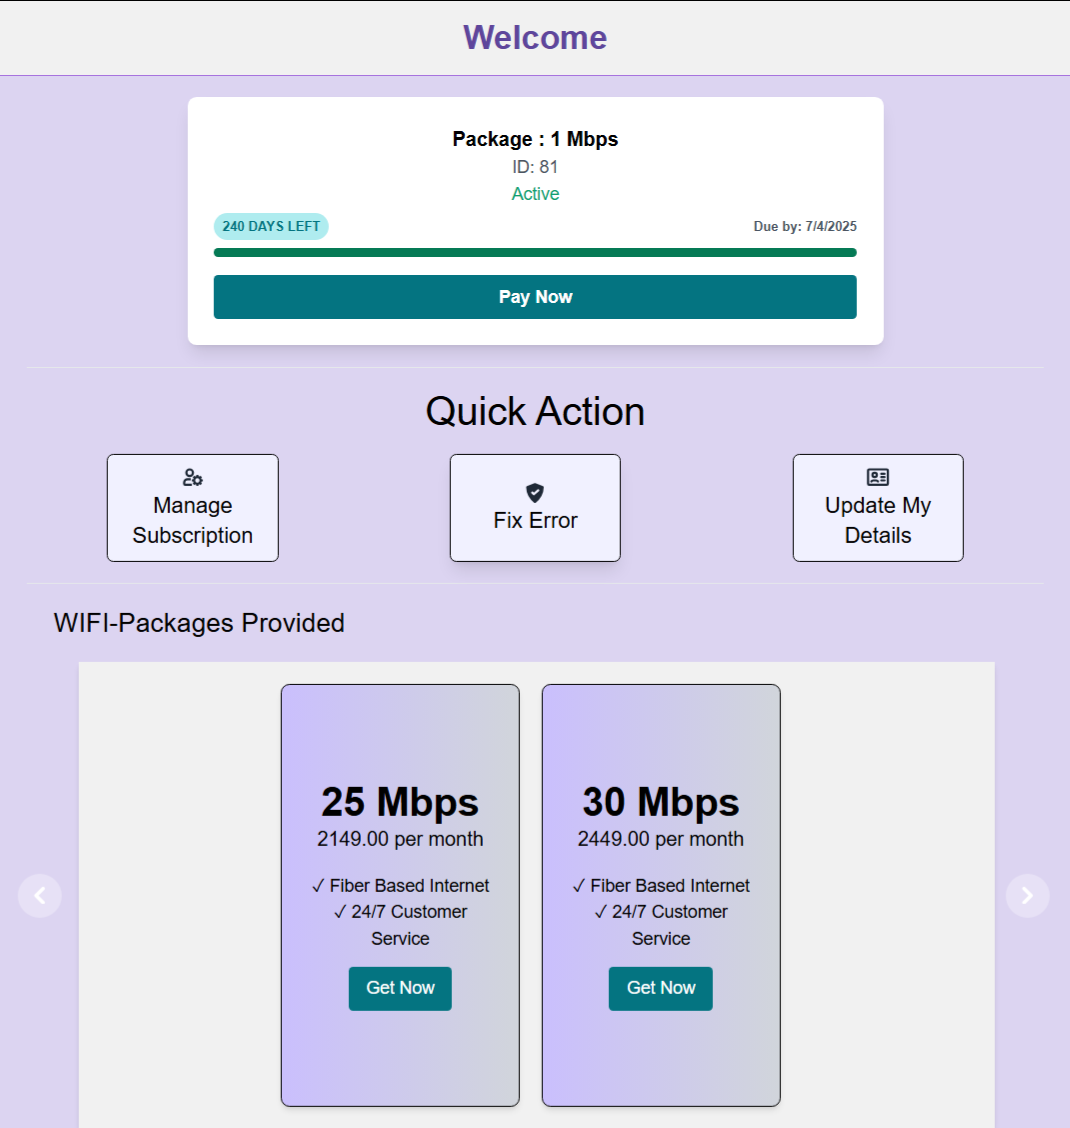 Welcome
Package : 1 Mbps
ID: 81
Active
240 DAYS LEFT
Due by: 7/4/2025
Pay Now
Quick Action
Manage
Subscription
Fix Error
Update My
Details
WIFI-Packages Provided
25 Mbps
2149.00 per month
✓ Fiber Based Internet
✓ 24/7 Customer
Service
Get Now
30 Mbps
2449.00 per month
✓ Fiber Based Internet
✓ 24/7 Customer
Service
Get Now